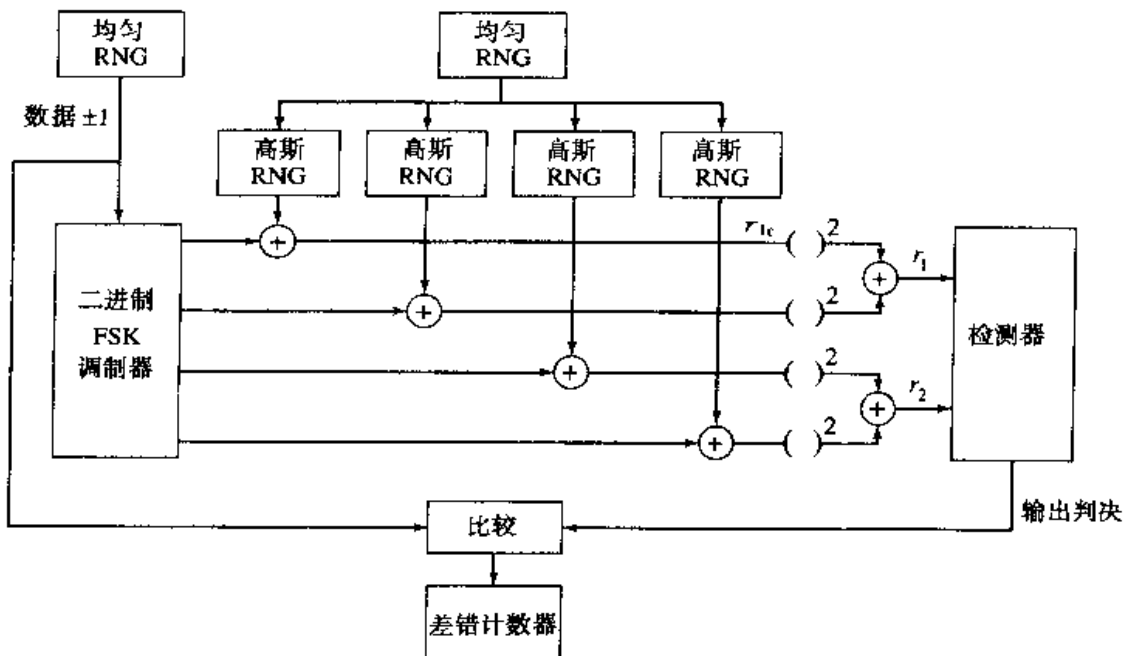 均匀
RNG
均匀
RNG
数据 ±1
高斯
RNG
高斯
RNG
高斯
RNG
高斯
RNG
二进制
FSK
调制器
+
+
+
+
r₁c
( )²
( )²
( )²
( )²
+
+
r₁
r₂
检测器
比较
输出判决
差错计数器